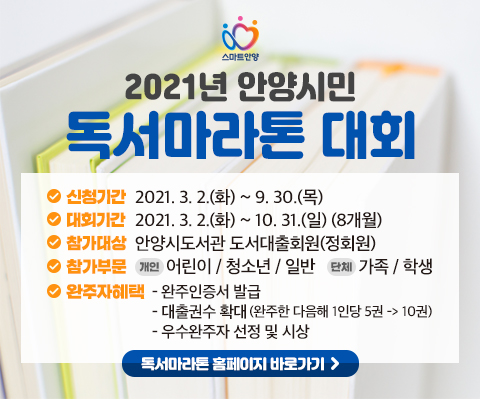 스마트안양
2021년 안양시민
독서마라톤 대회
신청기간 2021. 3. 2.(화) ~ 9. 30.(목)
대회기간 2021. 3. 2.(화) ~ 10. 31.(일) (8개월)
참가대상 안양시도서관 도서대출회원(정회원)
참가부문 개인 어린이 / 청소년 / 일반 단체 가족 / 학생
완주자혜택 - 완주인증서 발급
- 대출권수 확대 (완주한 다음해 1인당 5권 -> 10권)
- 우수완주자 선정 및 시상
독서마라톤 홈페이지 바로가기 >